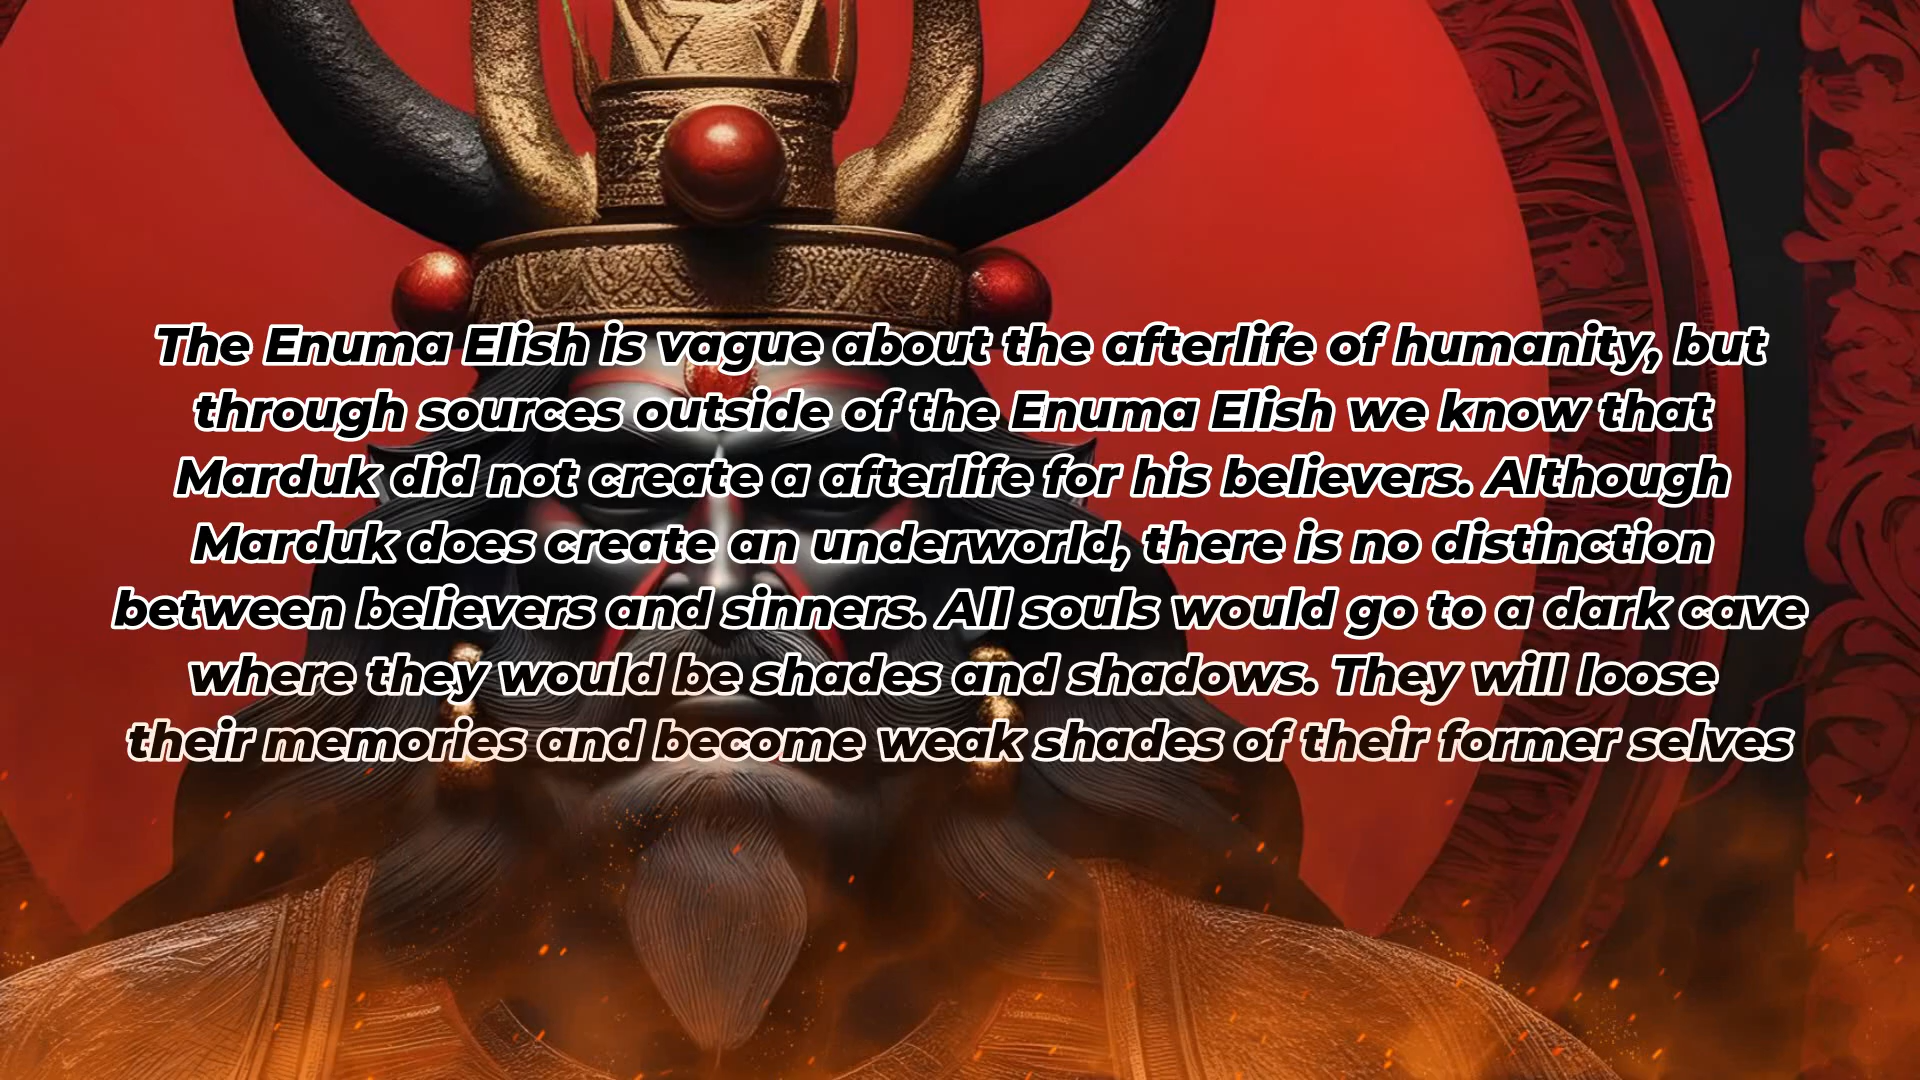 The Enuma Elish is vague about the afterlife of humanity, but
through sources outside of the Enuma Elish we know that
Marduk did not create a afterlife for his believers. Although
Marduk does create an underworld, there is no distinction
between believers and sinners. All souls would go to a dark cave
where they would be shades and shadows. They will loose
their memories and become weak shades of their former selves